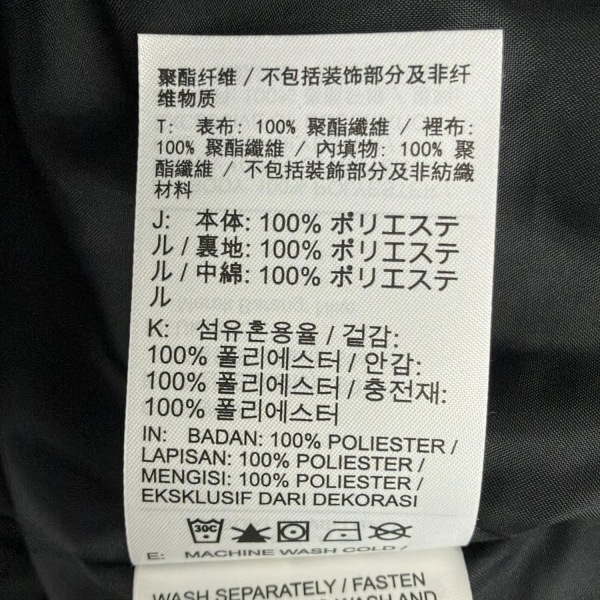 聚酯纤维 / 不包括装饰部分及非纤
维物质
T: 表布: 100% 聚酯纖維 / 裡布:
100% 聚酯纖維 / 內填物: 100% 聚
酯纖維 / 不包括裝飾部分及非紡織
材料
J: 本体: 100% ポリエステ
ル / 裏地: 100% ポリエステ
ル / 中綿: 100% ポリエステ
ル
K: 섬유혼용율 / 겉감:
100% 폴리에스터 / 안감:
100% 폴리에스터 / 충전재:
100% 폴리에스터
IN: BADAN: 100% POLIESTER /
LAPISAN: 100% POLIESTER /
MENGISI: 100% POLIESTER /
EKSKLUSIF DARI DEKORASI
30C
E: MACHINE WASH COLD /
WASH SEPARATELY / FASTEN